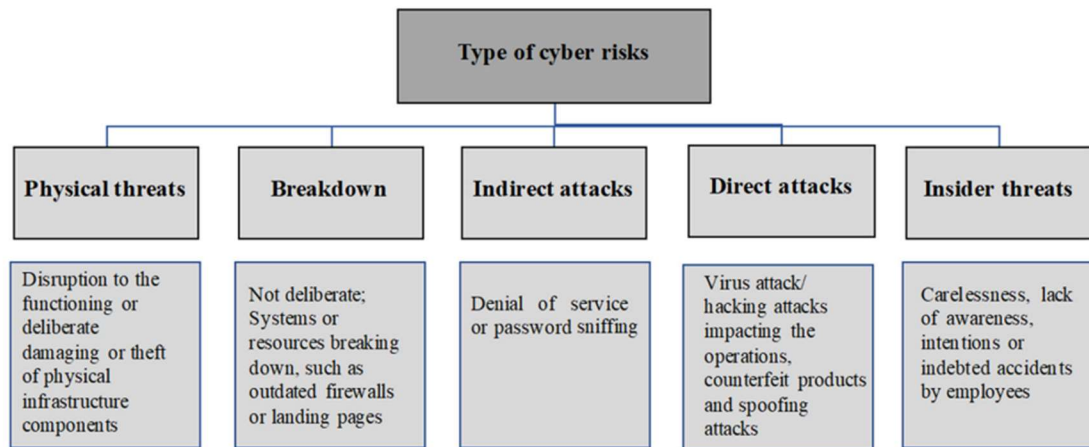 Type of cyber risks
Physical threats
Breakdown
Indirect attacks
Direct attacks
Insider threats
Disruption to the
functioning or
deliberate
damaging or theft
of physical
infrastructure
components
Not deliberate;
Systems or
resources breaking
down, such as
outdated firewalls
or landing pages
Denial of service
or password sniffing
Virus attack/
hacking attacks
impacting the
operations,
counterfeit products
and spoofing
attacks
Carelessness, lack
of awareness,
intentions or
indebted accidents
by employees